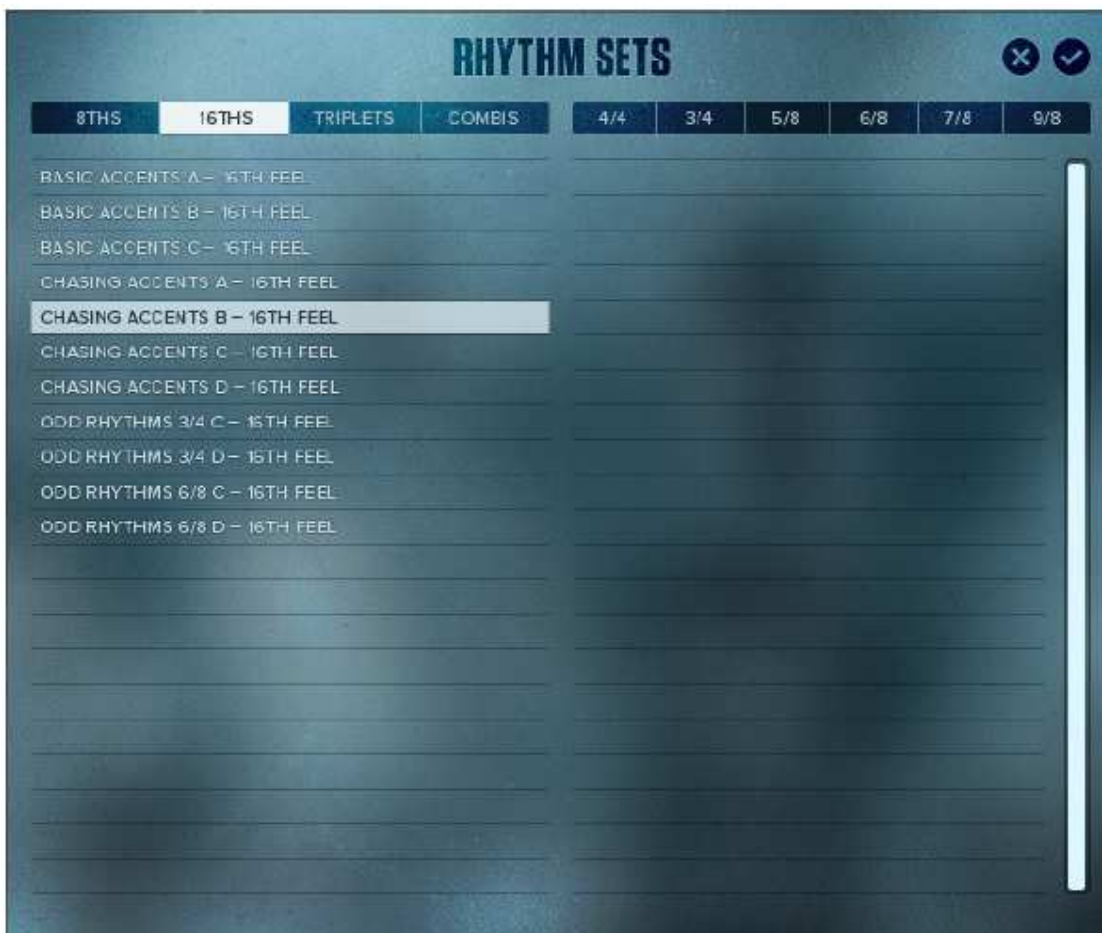 RHYTHM SETS
8THS 16THS TRIPLETS COMBIS 4/4 3/4 5/8 6/8 7/8 9/8
BASIC ACCENTS A – 16TH FEEL
BASIC ACCENTS B – 16TH FEEL
BASIC ACCENTS C – 16TH FEEL
CHASING ACCENTS A – 16TH FEEL
CHASING ACCENTS B – 16TH FEEL
CHASING ACCENTS C – 16TH FEEL
CHASING ACCENTS D – 16TH FEEL
ODD RHYTHMS 3/4 C – 16TH FEEL
ODD RHYTHMS 3/4 D – 16TH FEEL
ODD RHYTHMS 6/8 C – 16TH FEEL
ODD RHYTHMS 6/8 D – 16TH FEEL